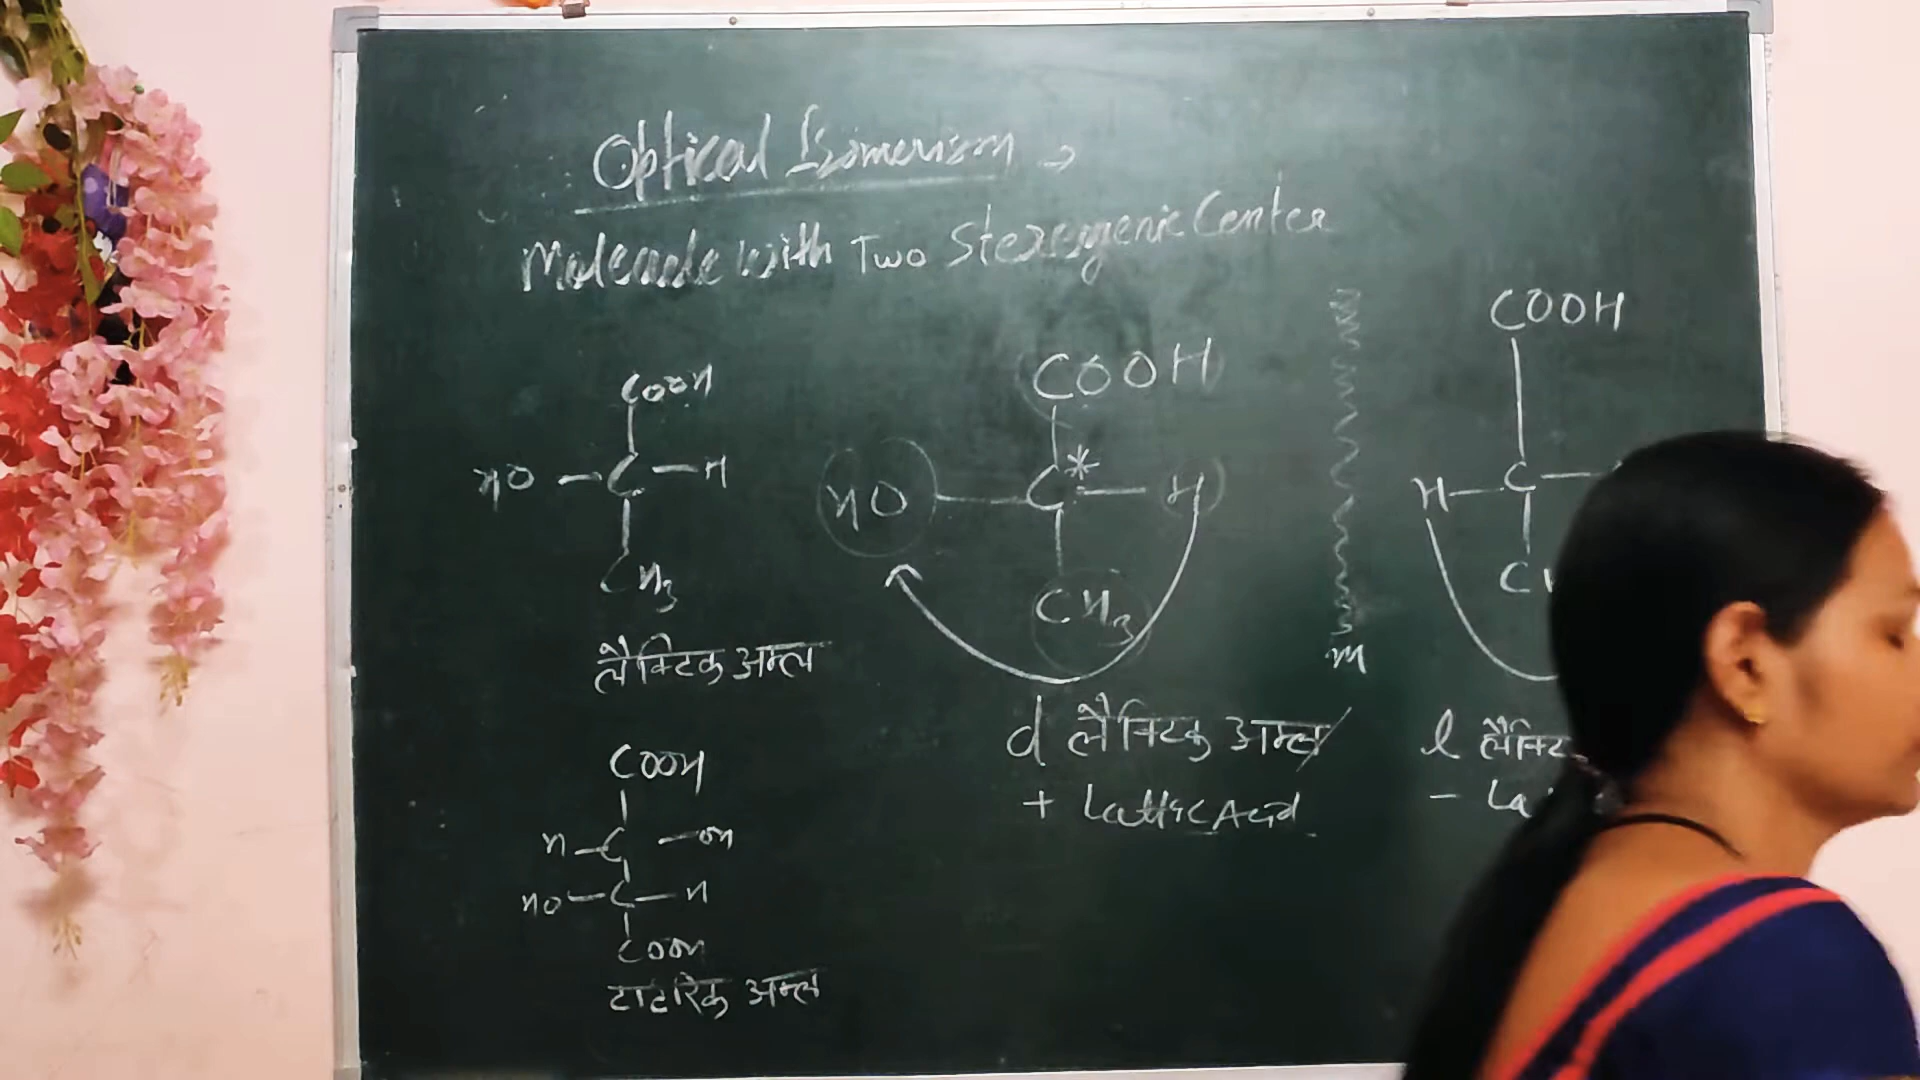 Optical Isomerism →
Molecule with Two Stereogenic Center
COOH
HO — C — H
CH3
लैक्टिक अम्ल
COOH
HO — C* — H
CH3
d लैक्टिक अम्ल
+ Lactic Acid
m
COOH
H — C —
l
COOH
H — C — OH
HO — C — H
COOH
टाटरिक अम्ल